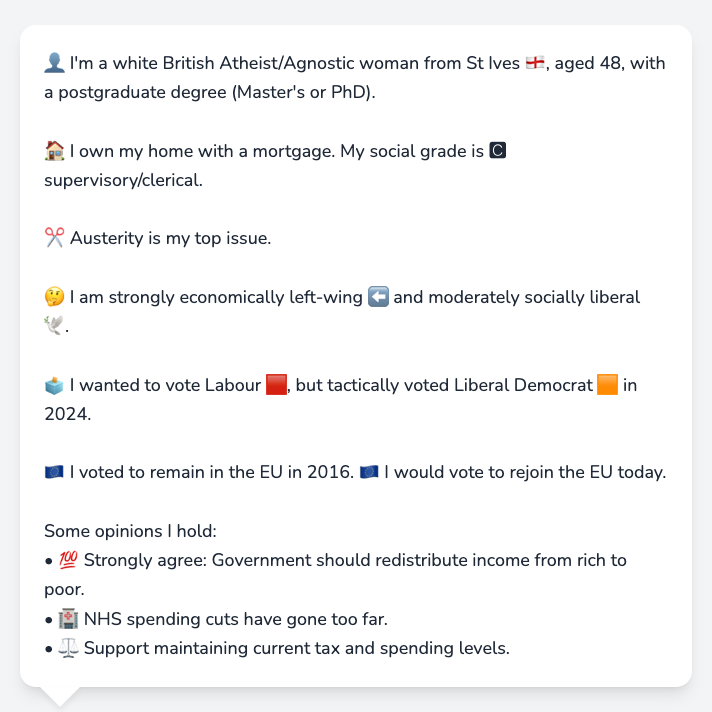 👤 I'm a white British Atheist/Agnostic woman from St Ives 🏴󠁧󠁢󠁥󠁮󠁧󠁿, aged 48, with
a postgraduate degree (Master's or PhD).
🏠 I own my home with a mortgage. My social grade is 🅲
supervisory/clerical.
✂️ Austerity is my top issue.
🤔 I am strongly economically left-wing ⬅️ and moderately socially liberal
🕊️.
🗳️ I wanted to vote Labour 🟥, but tactically voted Liberal Democrat 🟧 in
2024.
🇪🇺 I voted to remain in the EU in 2016. 🇪🇺 I would vote to rejoin the EU today.
Some opinions I hold:
• 💯 Strongly agree: Government should redistribute income from rich to
poor.
• 🏥 NHS spending cuts have gone too far.
• ⚖️ Support maintaining current tax and spending levels.